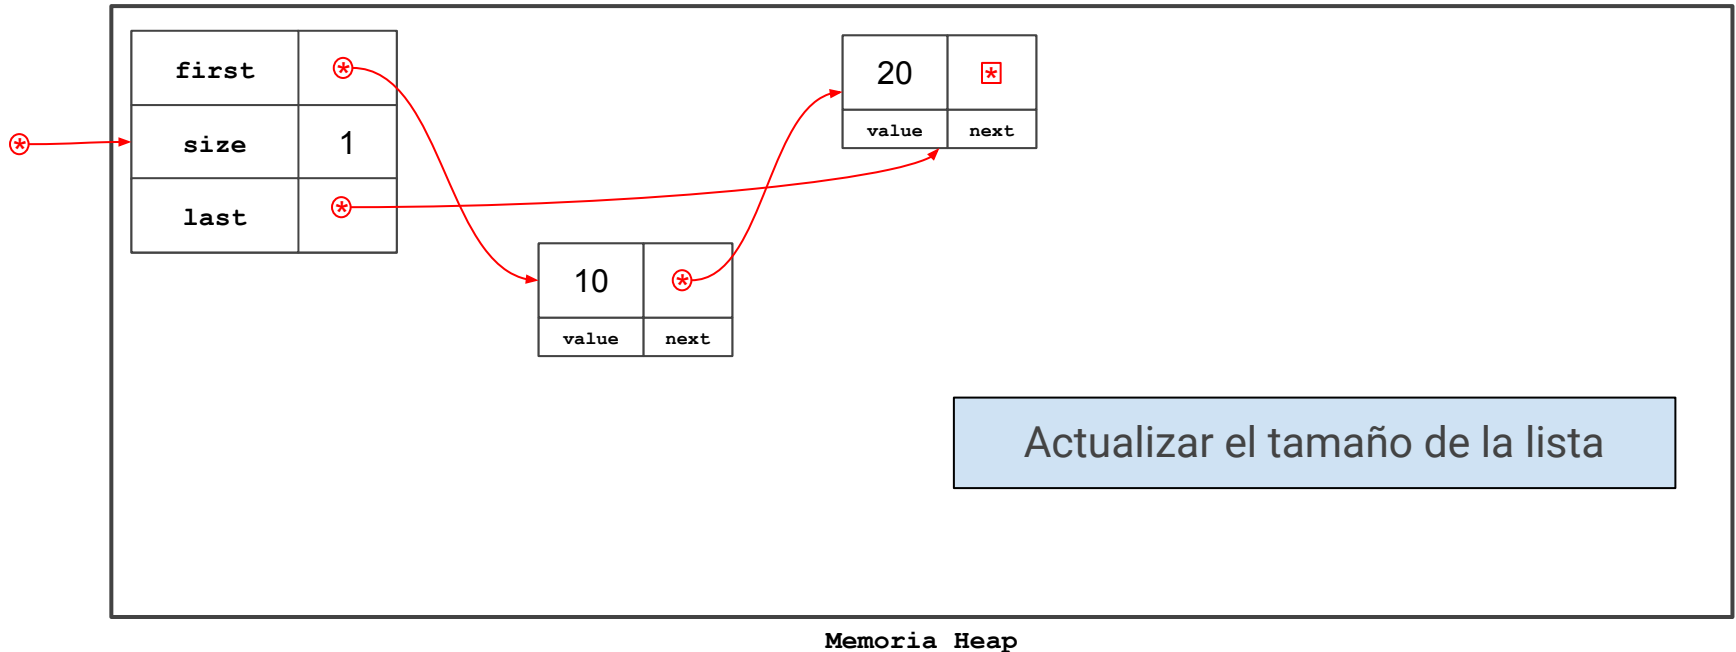 first
size 1
last
20
value next
10
value next
Actualizar el tamaño de la lista
Memoria Heap